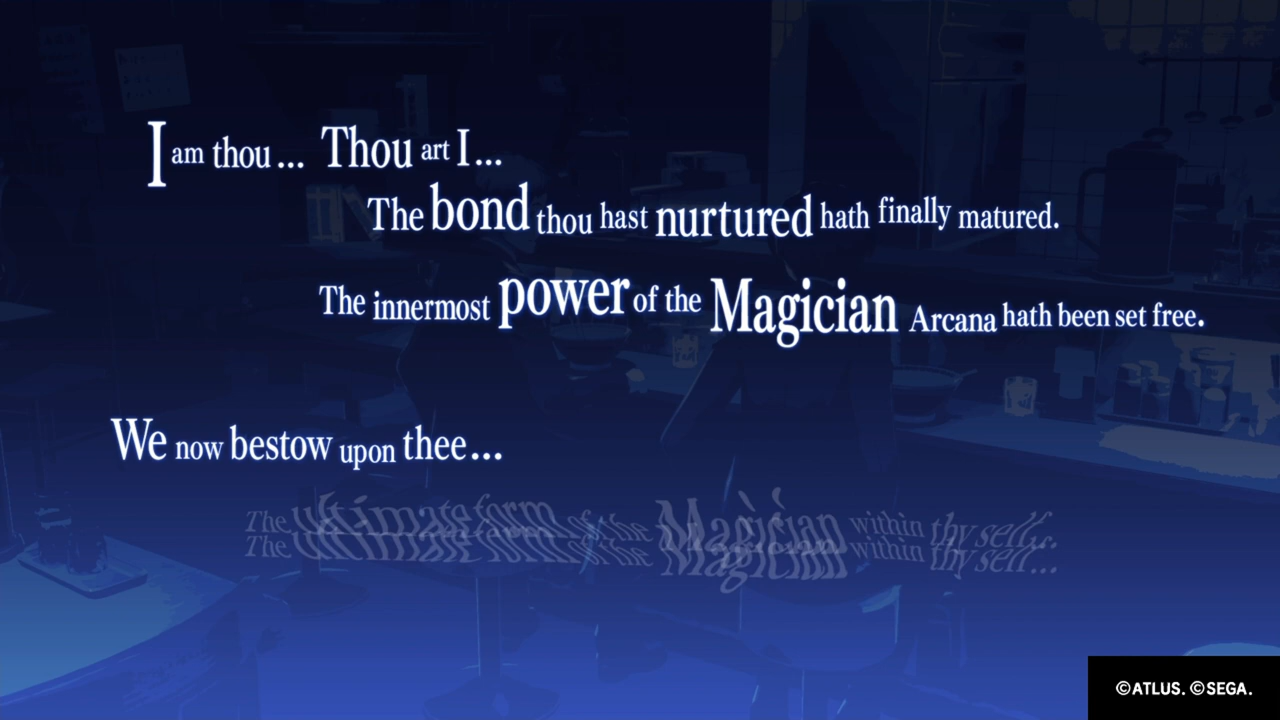 I am thou... Thou art I...
The bond thou hast nurtured hath finally matured.
The innermost power of the Magician Arcana hath been set free.
We now bestow upon thee...
The ultimate form of the Magician within thy self...
©ATLUS. ©SEGA.